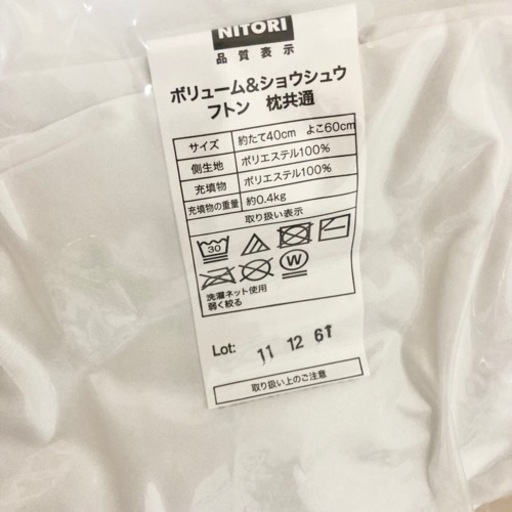 NITORI
品質表示
ボリューム&ショウシュウ
フトン 枕共通
サイズ 約たて40cm よこ60cm
側生地 ポリエステル100%
充填物 ポリエステル100%
充填物の重量 約0.4kg
取り扱い表示
30
W
洗濯ネット使用
弱く絞る
Lot: 11 12 61
取り扱い上のご注意